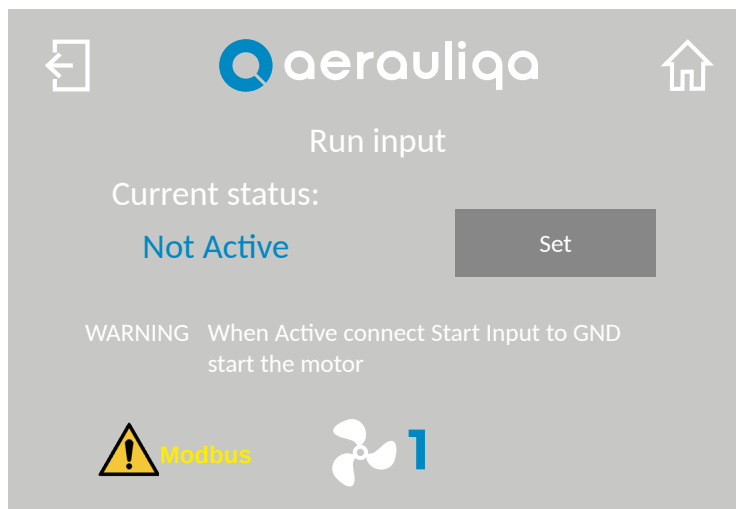 aerauliqa
Run input
Current status:
Not Active
Set
WARNING When Active connect Start Input to GND
start the motor
Modbus
1